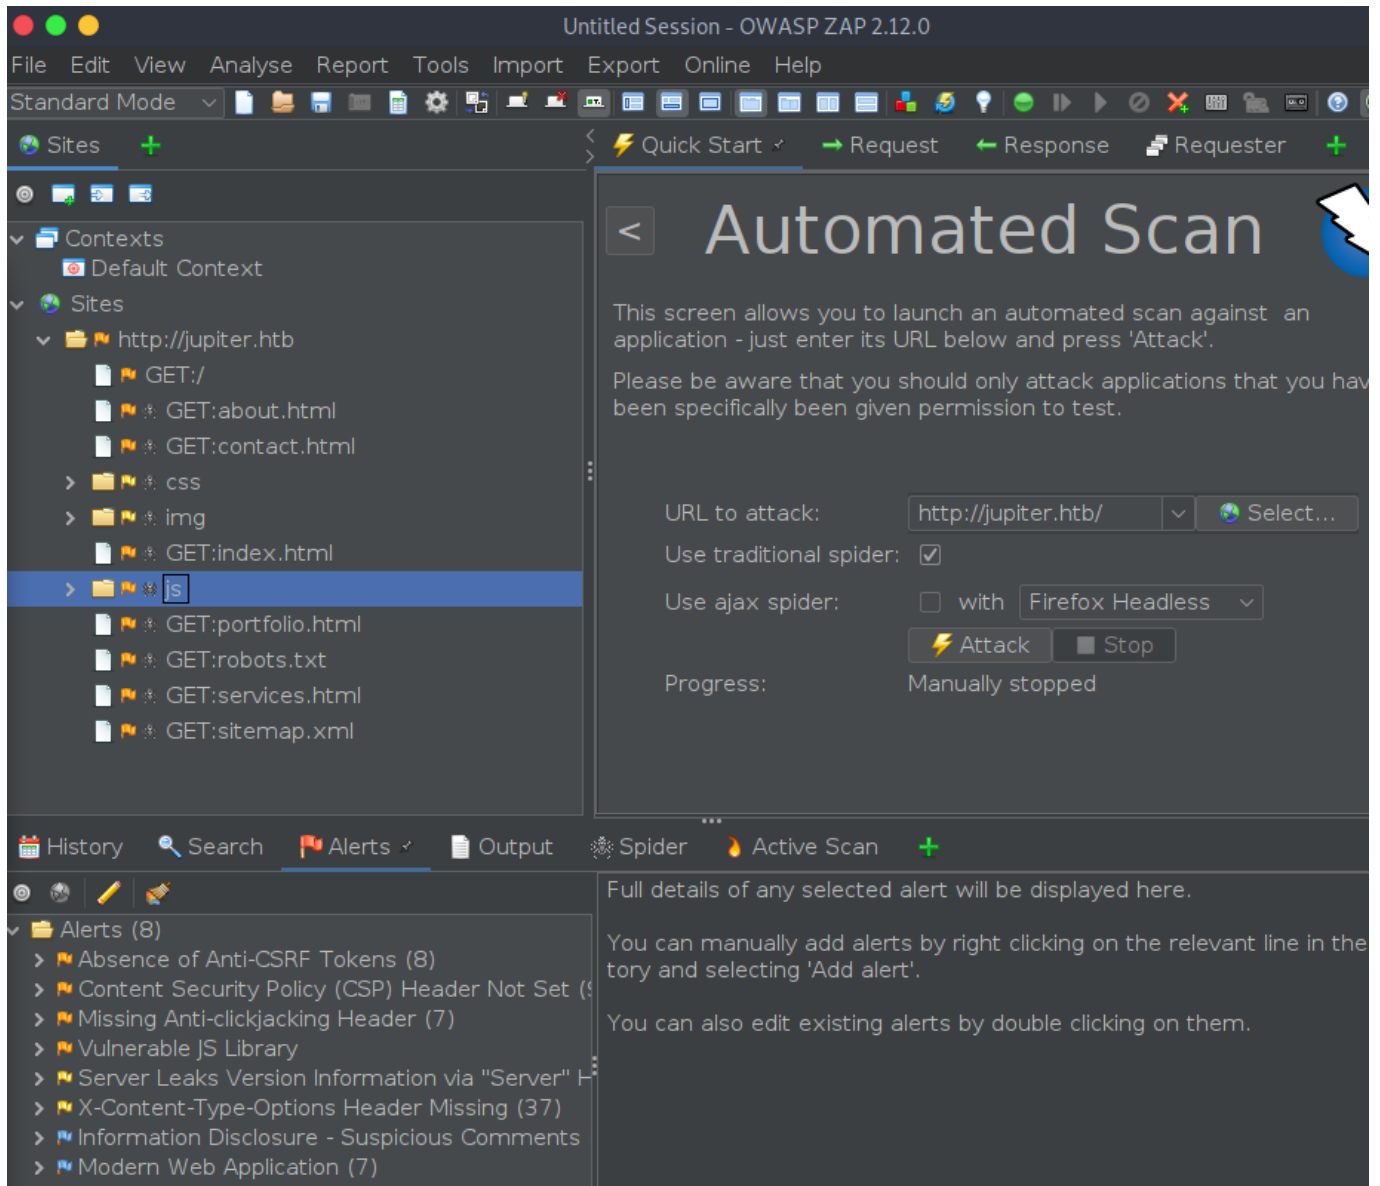 Untitled Session - OWASP ZAP 2.12.0
File Edit View Analyse Report Tools Import Export Online Help
Standard Mode
Sites
Quick Start Request Response Requester
Contexts
Default Context
Sites
http://jupiter.htb
GET:/
GET:about.html
GET:contact.html
css
img
GET:index.html
js
GET:portfolio.html
GET:robots.txt
GET:services.html
GET:sitemap.xml
< Automated Scan
This screen allows you to launch an automated scan against an
application - just enter its URL below and press 'Attack'.
Please be aware that you should only attack applications that you hav
been specifically been given permission to test.
URL to attack: http://jupiter.htb/ Select...
Use traditional spider:
Use ajax spider: with Firefox Headless
Attack Stop
Progress: Manually stopped
History Search Alerts Output Spider Active Scan
Alerts (8)
Absence of Anti-CSRF Tokens (8)
Content Security Policy (CSP) Header Not Set (
Missing Anti-clickjacking Header (7)
Vulnerable JS Library
Server Leaks Version Information via "Server"
X-Content-Type-Options Header Missing (37)
Information Disclosure - Suspicious Comments
Modern Web Application (7)
Full details of any selected alert will be displayed here.
You can manually add alerts by right clicking on the relevant line in the
tory and selecting 'Add alert'.
You can also edit existing alerts by double clicking on them.